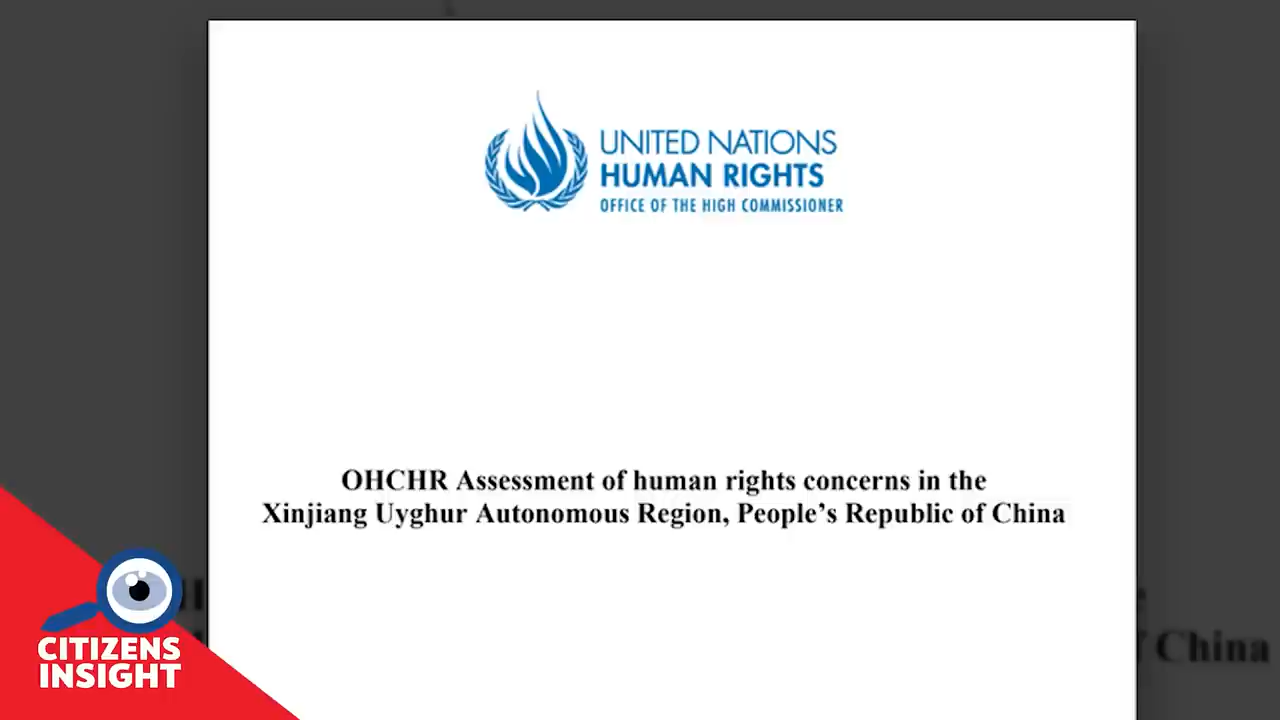 UNITED NATIONS
HUMAN RIGHTS
OFFICE OF THE HIGH COMMISSIONER
OHCHR Assessment of human rights concerns in the
Xinjiang Uyghur Autonomous Region, People’s Republic of China
China
CITIZENS
INSIGHT